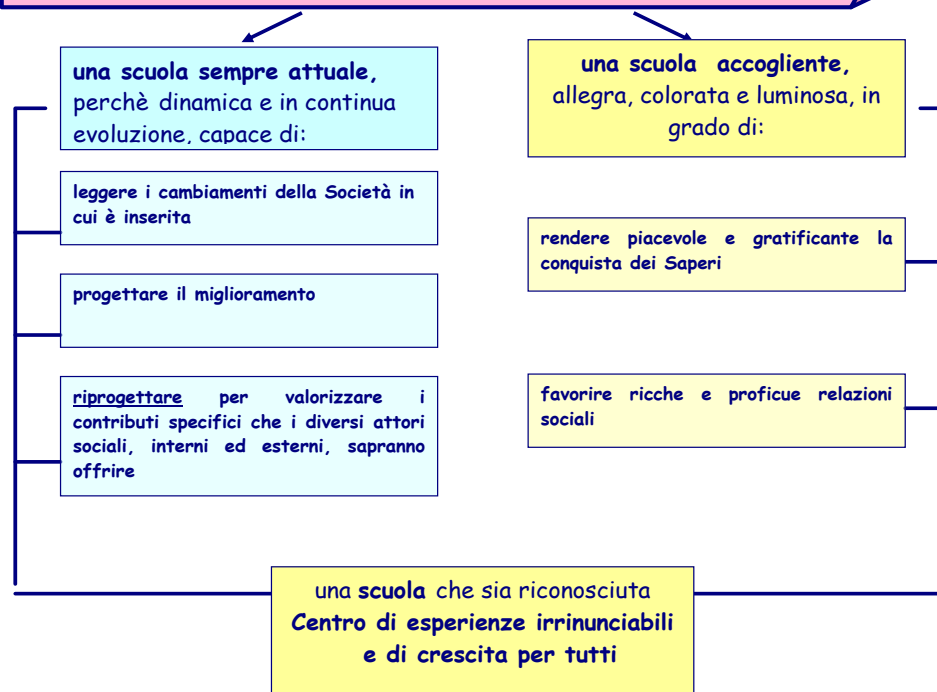 una scuola sempre attuale,
perchè dinamica e in continua
evoluzione, capace di:
leggere i cambiamenti della Società in
cui è inserita
progettare il miglioramento
riprogettare per valorizzare i
contributi specifici che i diversi attori
sociali, interni ed esterni, sapranno
offrire
una scuola accogliente,
allegra, colorata e luminosa, in
grado di:
rendere piacevole e gratificante la
conquista dei Saperi
favorire ricche e proficue relazioni
sociali
una scuola che sia riconosciuta
Centro di esperienze irrinunciabili
e di crescita per tutti